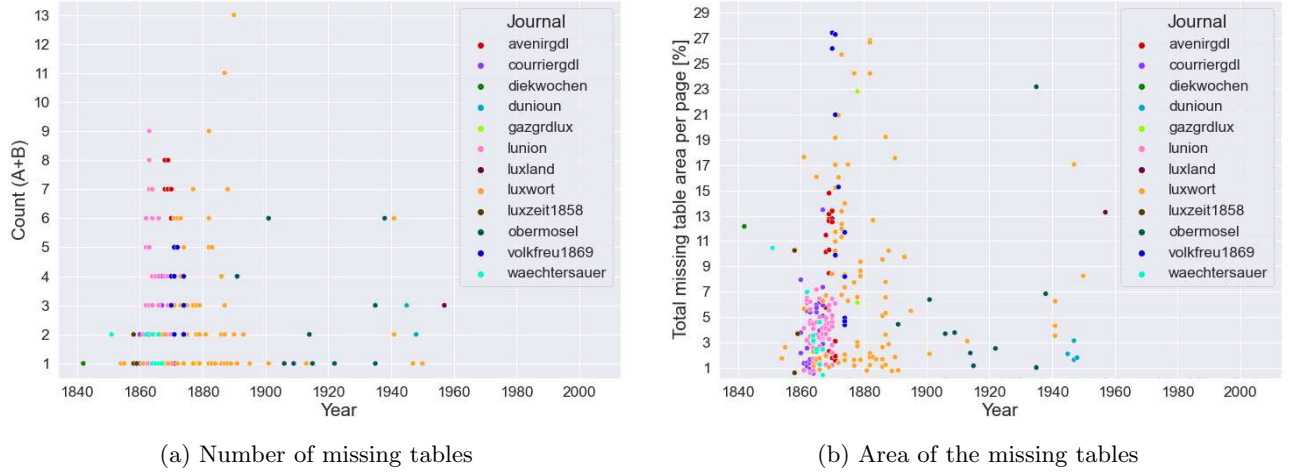 Count (A+B)
13
12
11
10
9
8
7
6
5
4
3
2
1
1840 1860 1880 1900 1920 1940 1960 1980 2000
Year
Journal
avenirgdl
courriergdl
diekwochen
dunioun
gazgrdlux
lunion
luxland
luxwort
luxzeit1858
obermosel
volkfreu1869
waechtersauer
(a) Number of missing tables
Total missing table area per page [%]
29
27
25
23
21
19
17
15
13
11
9
7
5
3
1
1840 1860 1880 1900 1920 1940 1960 1980 2000
Year
Journal
avenirgdl
courriergdl
diekwochen
dunioun
gazgrdlux
lunion
luxland
luxwort
luxzeit1858
obermosel
volkfreu1869
waechtersauer
(b) Area of the missing tables